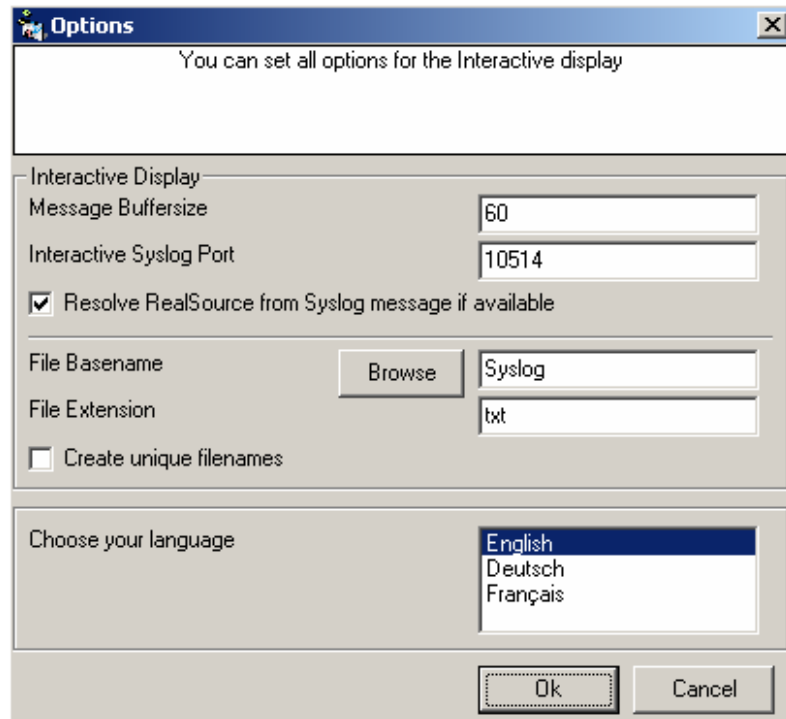 Options
You can set all options for the Interactive display
Interactive Display
Message Buffersize
60
Interactive Syslog Port
10514
Resolve RealSource from Syslog message if available
File Basename
Browse
Syslog
File Extension
txt
Create unique filenames
Choose your language
English
Deutsch
Français
Ok
Cancel